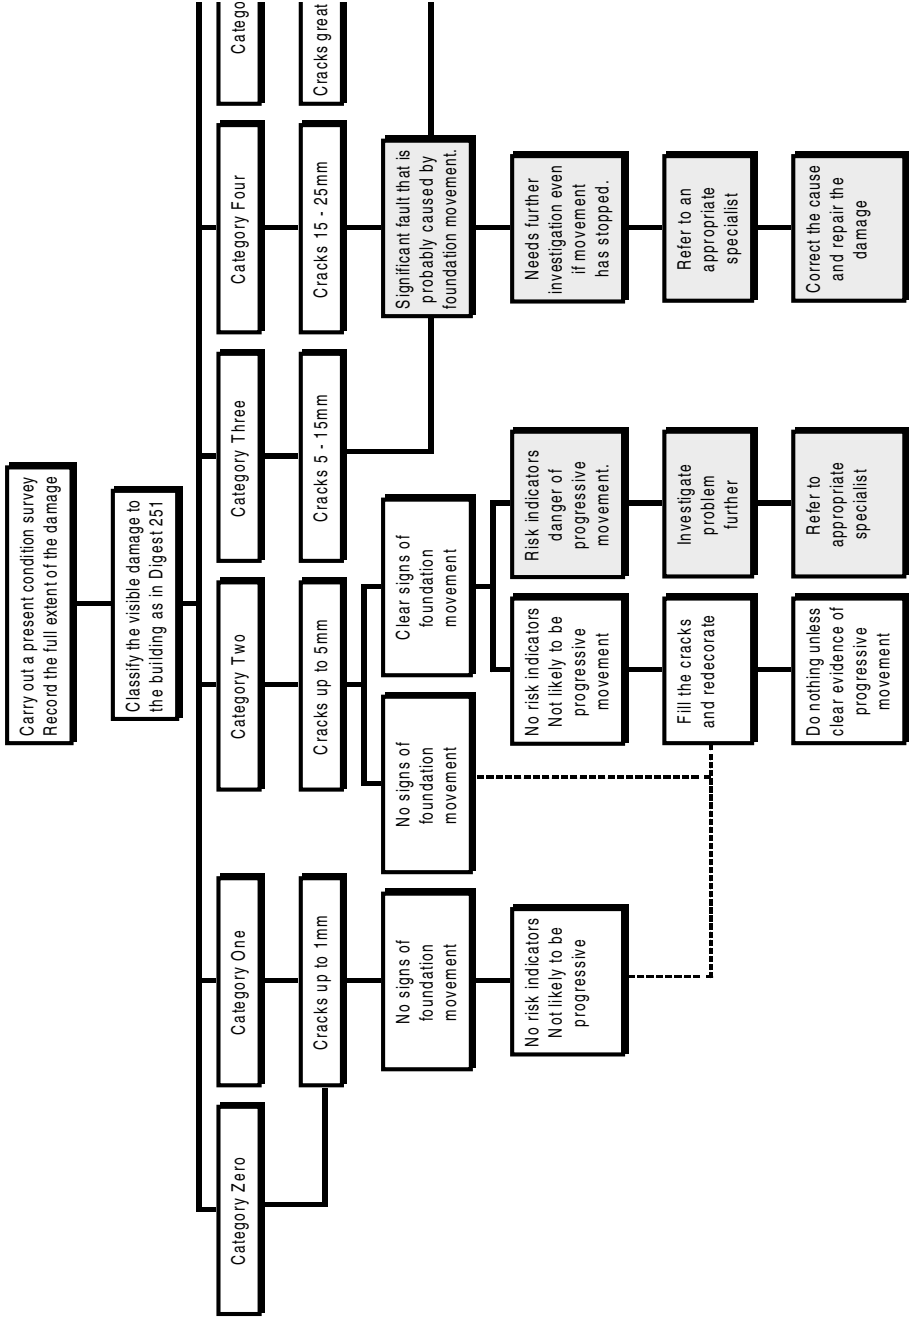 Carry out a present condition survey
Record the full extent of the damage
Classify the visible damage to
the building as in Digest 251
Category Zero
Category One
Category Two
Category Three
Category Four
Catego
Cracks up to 1mm
Cracks up to 5mm
Cracks 5 - 15mm
Cracks 15 - 25mm
Cracks great
No signs of
foundation
movement
No signs of
foundation
movement
Clear signs of
foundation
movement
Significant fault that is
probably caused by
foundation movement.
No risk indicators
Not likely to be
progressive
No risk indicators
Not likely to be
progressive
movement
Risk indicators
danger of
progressive
movement.
Needs further
investigation even
if movement
has stopped.
Fill the cracks
and redecorate
Investigate
problem
further
Refer to an
appropriate
specialist
Do nothing unless
clear evidence of
progressive
movement
Refer to
appropriate
specialist
Correct the cause
and repair the
damage